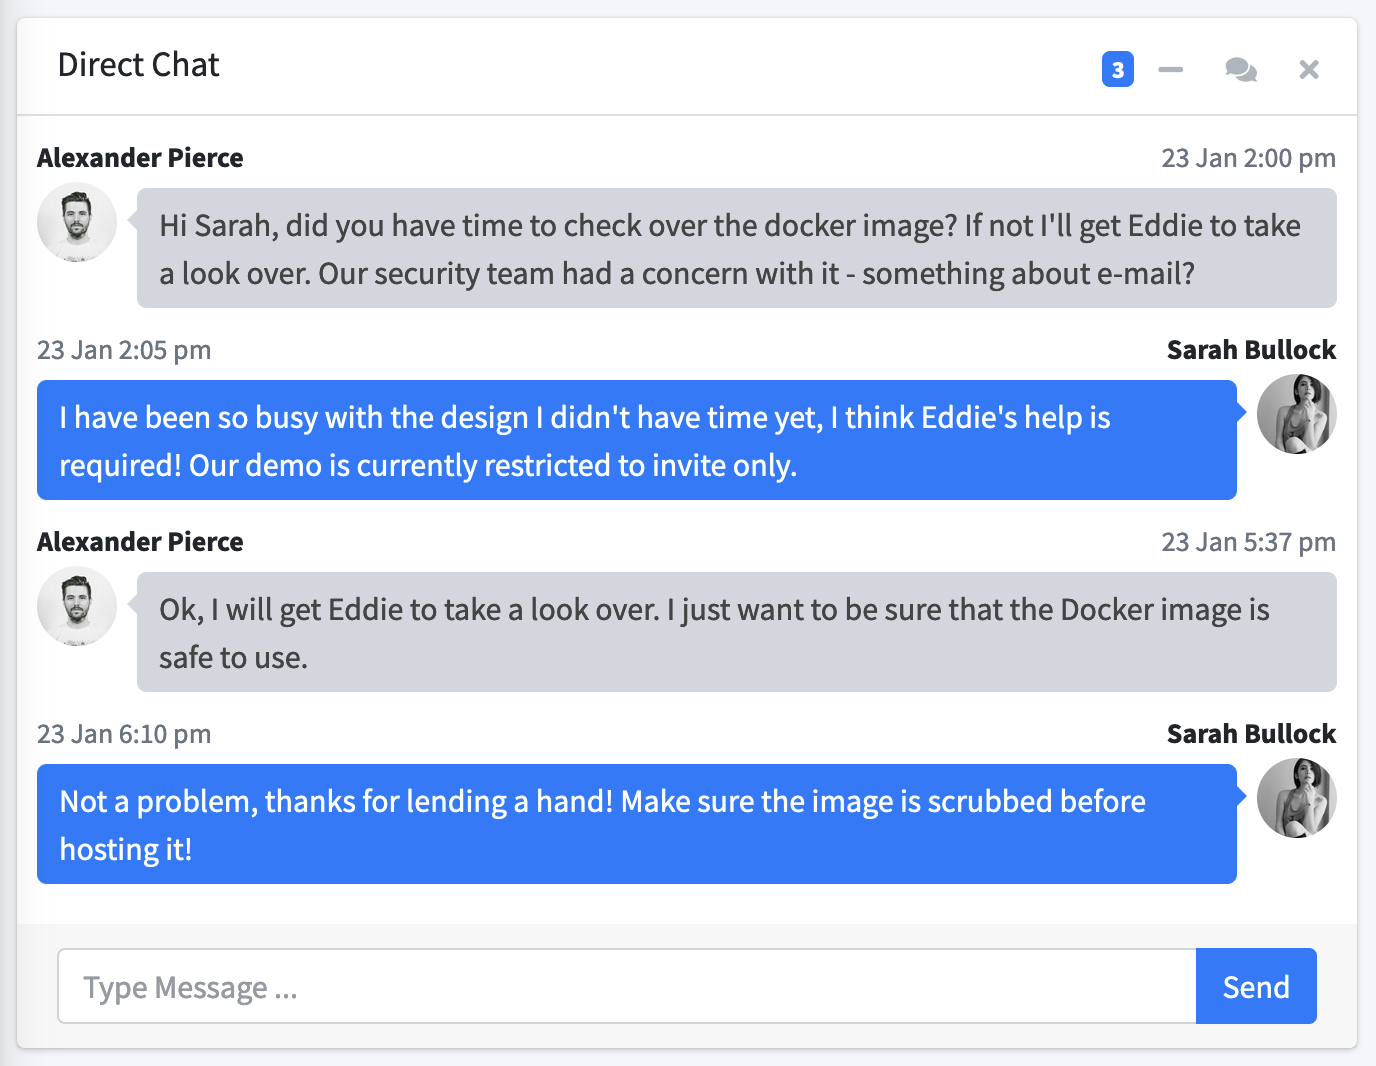 Direct Chat
3
Alexander Pierce
23 Jan 2:00 pm
Hi Sarah, did you have time to check over the docker image? If not I'll get Eddie to take
a look over. Our security team had a concern with it - something about e-mail?
23 Jan 2:05 pm
Sarah Bullock
I have been so busy with the design I didn't have time yet, I think Eddie's help is
required! Our demo is currently restricted to invite only.
Alexander Pierce
23 Jan 5:37 pm
Ok, I will get Eddie to take a look over. I just want to be sure that the Docker image is
safe to use.
23 Jan 6:10 pm
Sarah Bullock
Not a problem, thanks for lending a hand! Make sure the image is scrubbed before
hosting it!
Type Message ...
Send